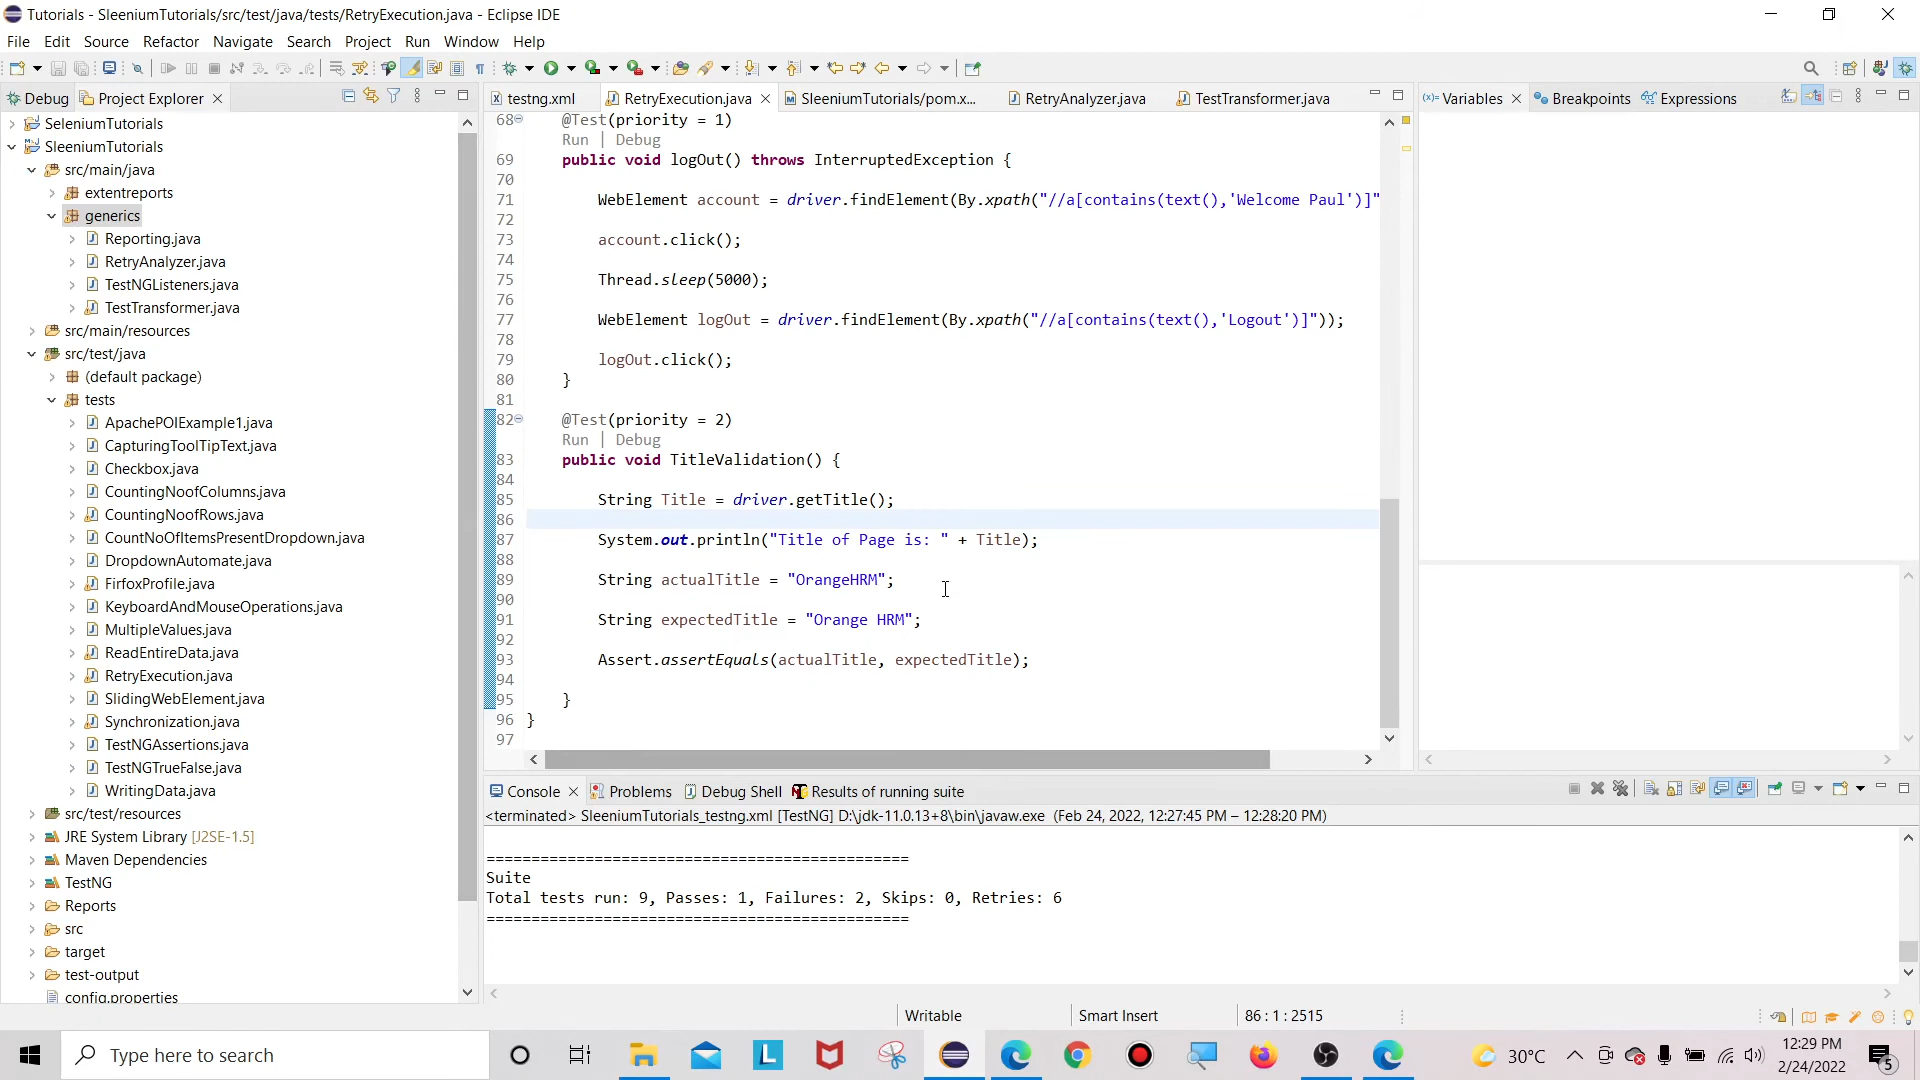 Tutorials - SleeniumTutorials/src/test/java/tests/RetryExecution.java - Eclipse IDE
File Edit Source Refactor Navigate Search Project Run Window Help
Debug Project Explorer
testng.xml RetryExecution.java SleeniumTutorials/pom.x... RetryAnalyzer.java TestTransformer.java
Variables Breakpoints Expressions
SeleniumTutorials
SleeniumTutorials
src/main/java
extentreports
generics
Reporting.java
RetryAnalyzer.java
TestNGListeners.java
TestTransformer.java
src/main/resources
src/test/java
(default package)
tests
ApachePOIExample1.java
CapturingToolTipText.java
Checkbox.java
CountingNoofColumns.java
CountingNoofRows.java
CountNoOfItemsPresentDropdown.java
DropdownAutomate.java
FirfoxProfile.java
KeyboardAndMouseOperations.java
MultipleValues.java
ReadEntireData.java
RetryExecution.java
SlidingWebElement.java
Synchronization.java
TestNGAssertions.java
TestNGTrueFalse.java
WritingData.java
src/test/resources
JRE System Library [J2SE-1.5]
Maven Dependencies
TestNG
Reports
src
target
test-output
config.properties
68 @Test(priority = 1)
Run | Debug
69 public void logOut() throws InterruptedException {
70
71 WebElement account = driver.findElement(By.xpath("//a[contains(text(),'Welcome Paul')]"
72
73 account.click();
74
75 Thread.sleep(5000);
76
77 WebElement logOut = driver.findElement(By.xpath("//a[contains(text(),'Logout')]"));
78
79 logOut.click();
80 }
81
82 @Test(priority = 2)
Run | Debug
83 public void TitleValidation() {
84
85 String Title = driver.getTitle();
86
87 System.out.println("Title of Page is: " + Title);
88
89 String actualTitle = "OrangeHRM";
90
91 String expectedTitle = "Orange HRM";
92
93 Assert.assertEquals(actualTitle, expectedTitle);
94
95 }
96 }
97
Console Problems Debug Shell Results of running suite
<terminated> SleeniumTutorials_testng.xml [TestNG] D:\jdk-11.0.13+8\bin\javaw.exe (Feb 24, 2022, 12:27:45 PM – 12:28:20 PM)
===============================================
Suite
Total tests run: 9, Passes: 1, Failures: 2, Skips: 0, Retries: 6
===============================================
Writable Smart Insert 86 : 1 : 2515
Type here to search
30°C
12:29 PM
2/24/2022
5